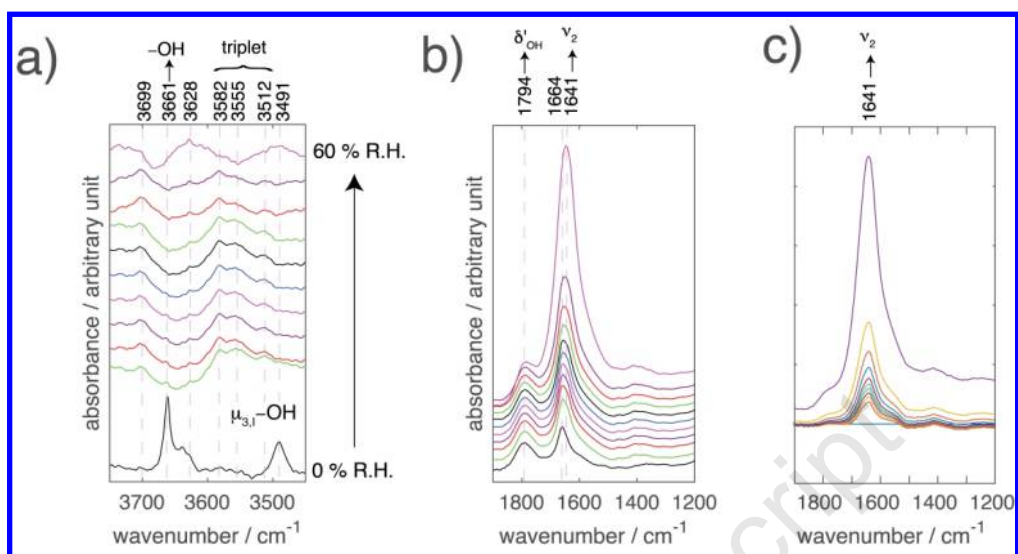 a)
–OH
triplet
3699
3661
3628
3582
3555
3512
3491
60 % R.H.
μ3,I–OH
0 % R.H.
absorbance / arbitrary unit
3700 3600 3500
wavenumber / cm-1
b)
δ'OH
ν2
1794
1664
1641
absorbance / arbitrary unit
1800 1600 1400 1200
wavenumber / cm-1
c)
ν2
1641
1800 1600 1400 1200
wavenumber / cm-1
script